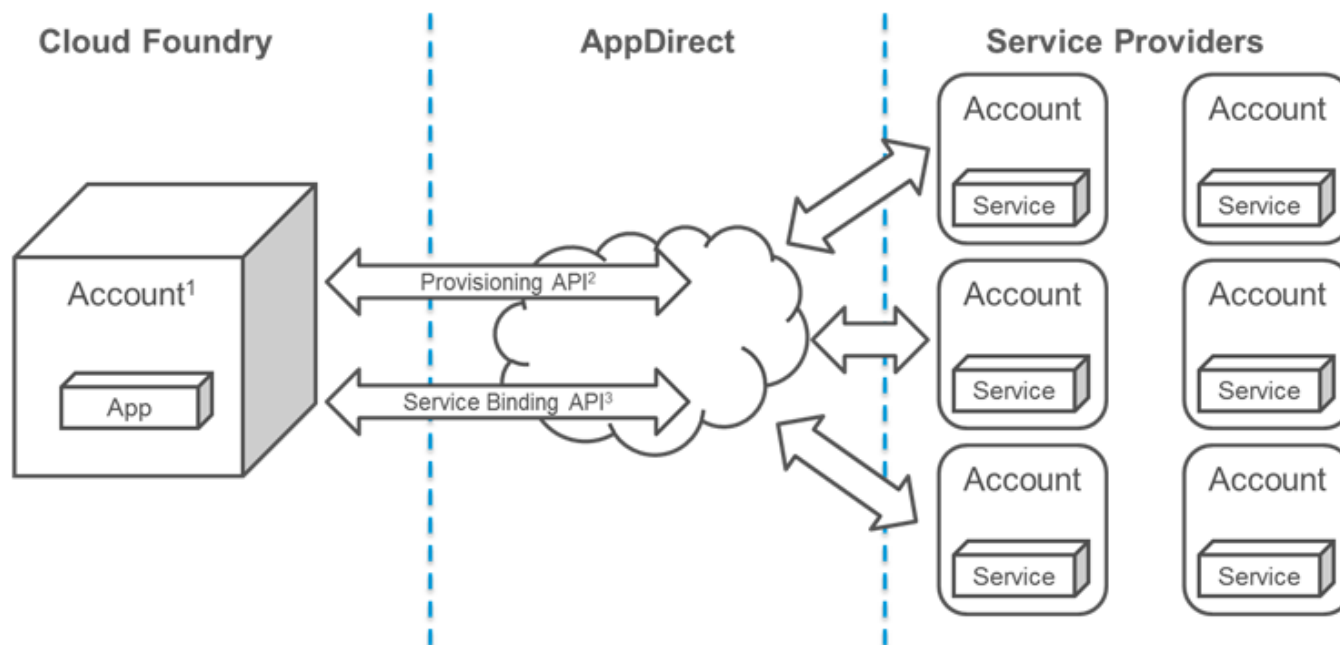 Cloud Foundry
AppDirect
Service Providers
Account¹
App
Provisioning API²
Service Binding API³
Account
Service
Account
Service
Account
Service
Account
Service
Account
Service
Account
Service